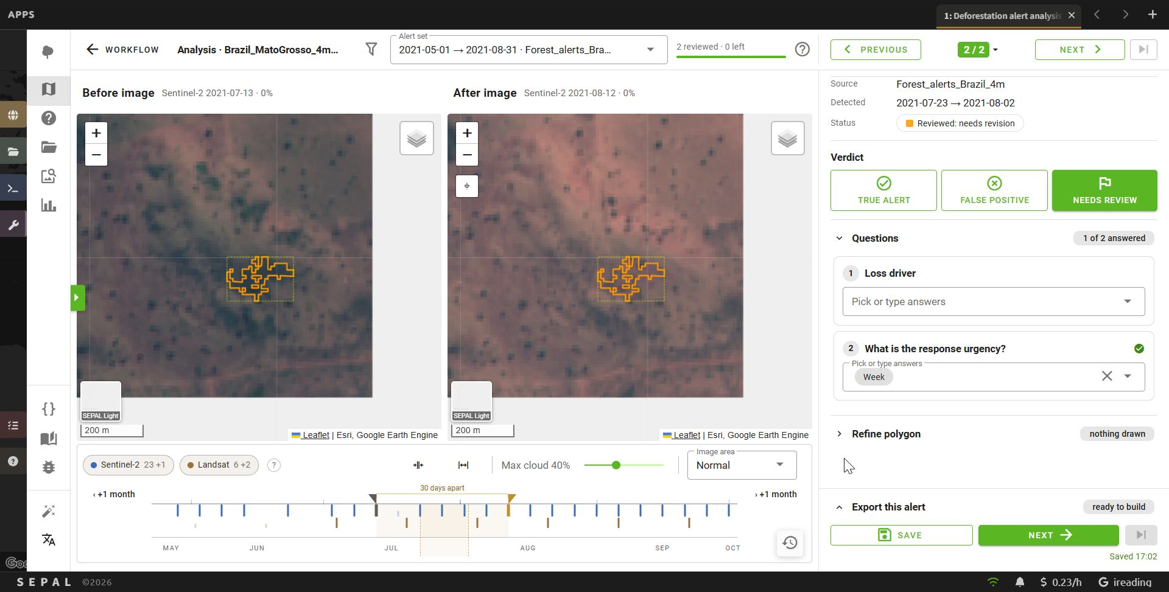 APPS
1: Deforestation alert analysis
WORKFLOW
Analysis · Brazil_MatoGrosso_4m...
Alert set
2021-05-01 → 2021-08-31 · Forest_alerts_Bra...
2 reviewed · 0 left
PREVIOUS
2 / 2
NEXT
Before image
Sentinel-2 2021-07-13 · 0%
After image
Sentinel-2 2021-08-12 · 0%
+
−
+
−
SEPAL Light
200 m
Leaflet | Esri, Google Earth Engine
SEPAL Light
200 m
Leaflet | Esri, Google Earth Engine
Source
Forest_alerts_Brazil_4m
Detected
2021-07-23 → 2021-08-02
Status
Reviewed: needs revision
Verdict
TRUE ALERT
FALSE POSITIVE
NEEDS REVIEW
Questions
1 of 2 answered
1
Loss driver
Pick or type answers
2
What is the response urgency?
Pick or type answers
Week
Refine polygon
nothing drawn
Export this alert
ready to build
SAVE
NEXT
Saved 17:02
Sentinel-2 23 +1
Landsat 6 +2
?
Max cloud 40%
Image area
Normal
‹ +1 month
30 days apart
› +1 month
MAY
JUN
JUL
AUG
SEP
OCT
SEPAL
©2026
$ 0.23/h
ireading